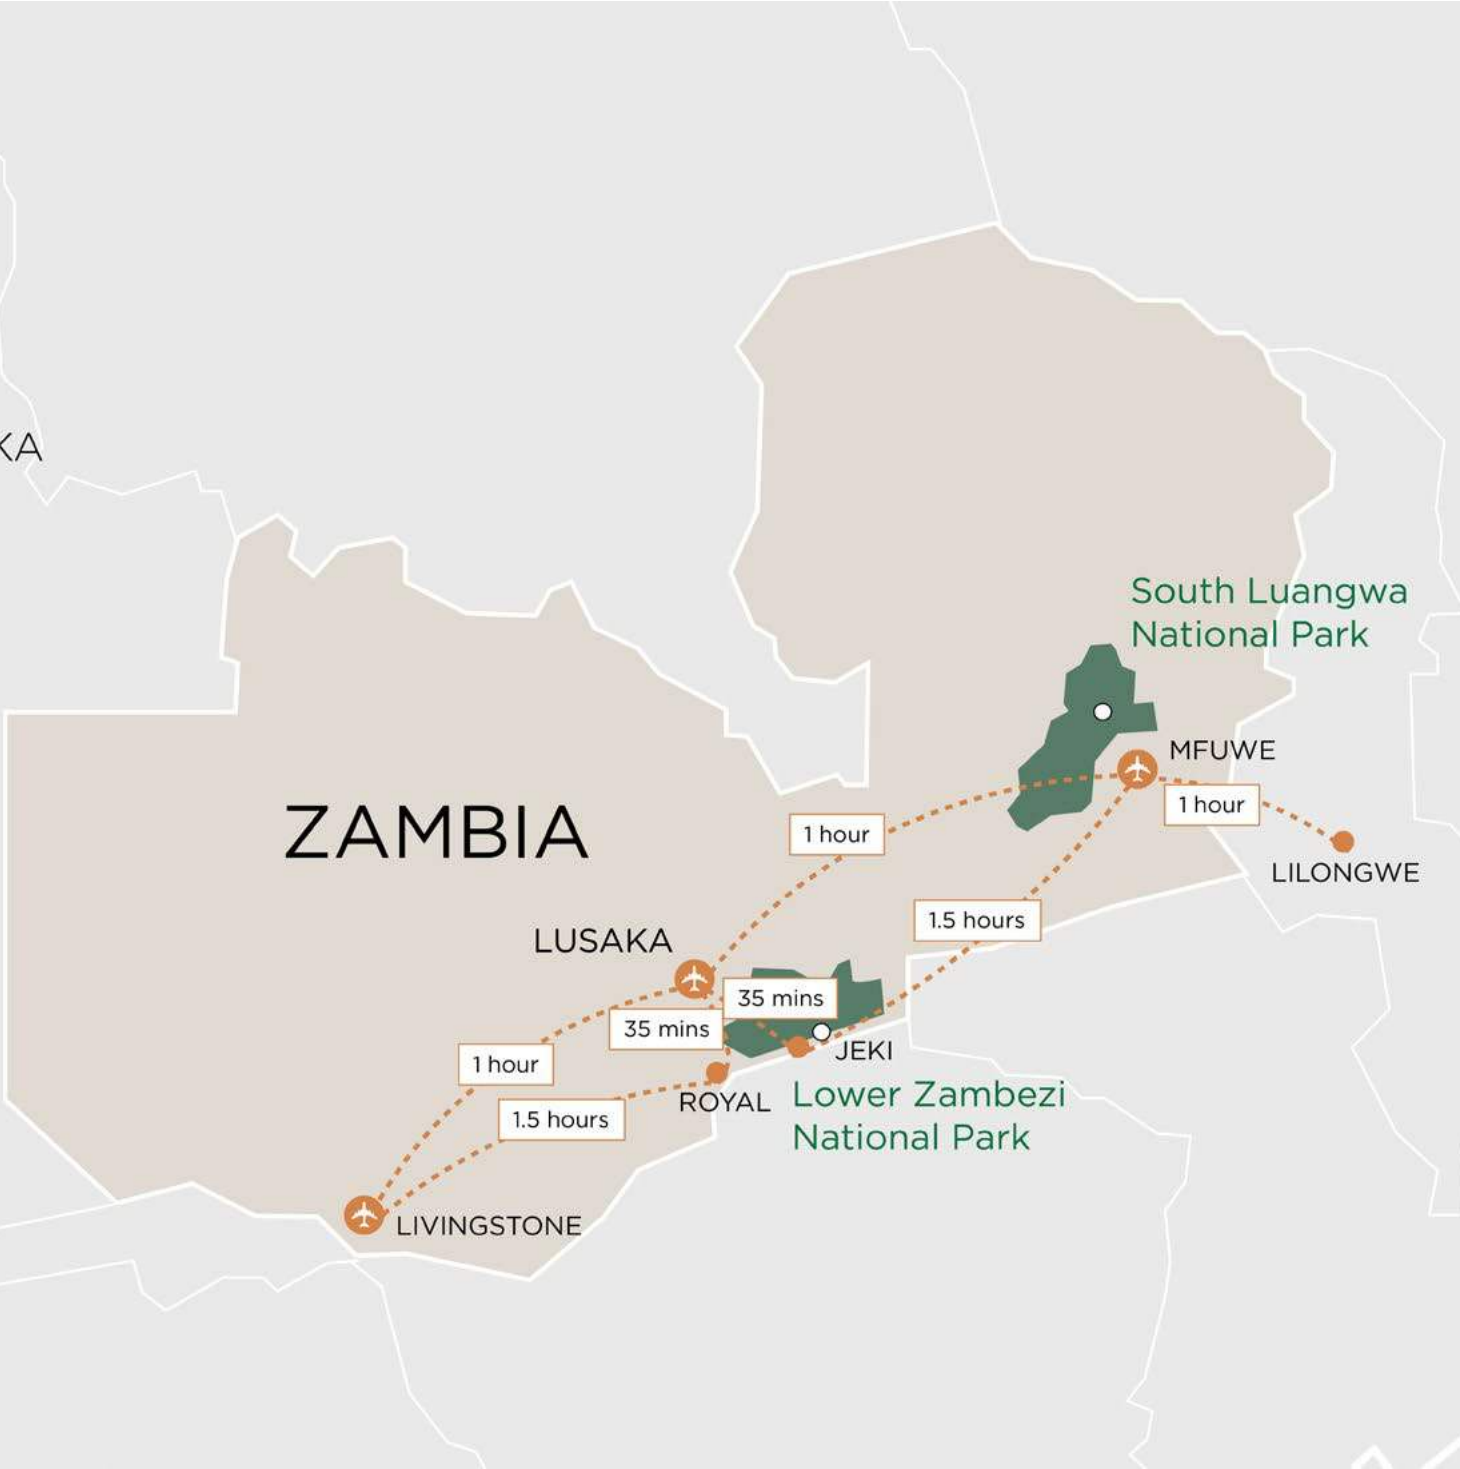 KA
South Luangwa
National Park
MFUWE
1 hour
1 hour
LILONGWE
ZAMBIA
1.5 hours
LUSAKA
35 mins
35 mins
JEKI
1 hour
ROYAL
Lower Zambezi
National Park
1.5 hours
LIVINGSTONE